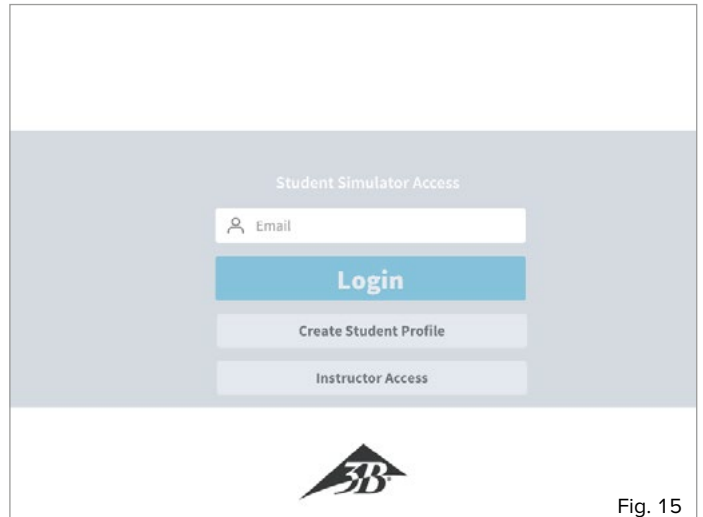 Student Simulator Access
Email
Login
Create Student Profile
Instructor Access
3B®
Fig. 15